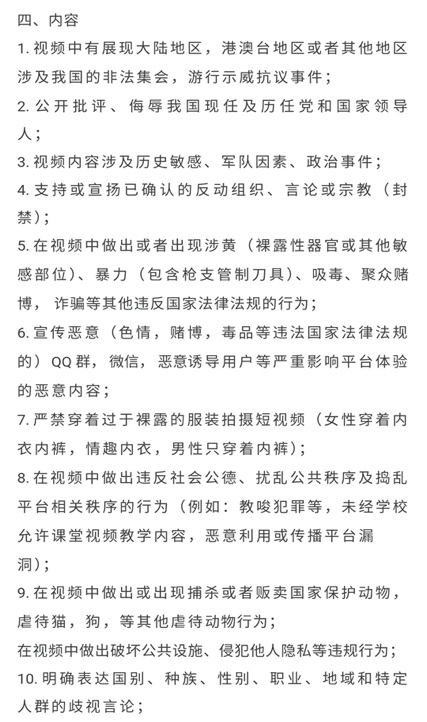 四、内容
1. 视频中有展现大陆地区，港澳台地区或者其他地区
涉及我国的非法集会，游行示威抗议事件；
2. 公开批评、侮辱我国现任及历任党和国家领导
人；
3. 视频内容涉及历史敏感、军队因素、政治事件；
4. 支持或宣扬已确认的反动组织、言论或宗教（封
禁）；
5. 在视频中做出或者出现涉黄（裸露性器官或其他敏
感部位）、暴力（包含枪支管制刀具）、吸毒、聚众赌
博， 诈骗等其他违反国家法律法规的行为；
6. 宣传恶意（色情，赌博，毒品等违法国家法律法规
的）QQ 群， 微信， 恶意诱导用户等严重影响平台体验
的恶意内容；
7. 严禁穿着过于裸露的服装拍摄短视频（女性穿着内
衣内裤，情趣内衣，男性只穿着内裤）；
8. 在视频中做出违反社会公德、扰乱公共秩序及捣乱
平台相关秩序的行为（例如：教唆犯罪等，未经学校
允许课堂视频教学内容，恶意利用或传播平台漏
洞）；
9. 在视频中做出或出现捕杀或者贩卖国家保护动物，
虐待猫，狗，等其他虐待动物行为；
在视频中做出破坏公共设施、侵犯他人隐私等违规行为；
10. 明确表达国别、种族、性别、职业、地域和特定
人群的歧视言论；